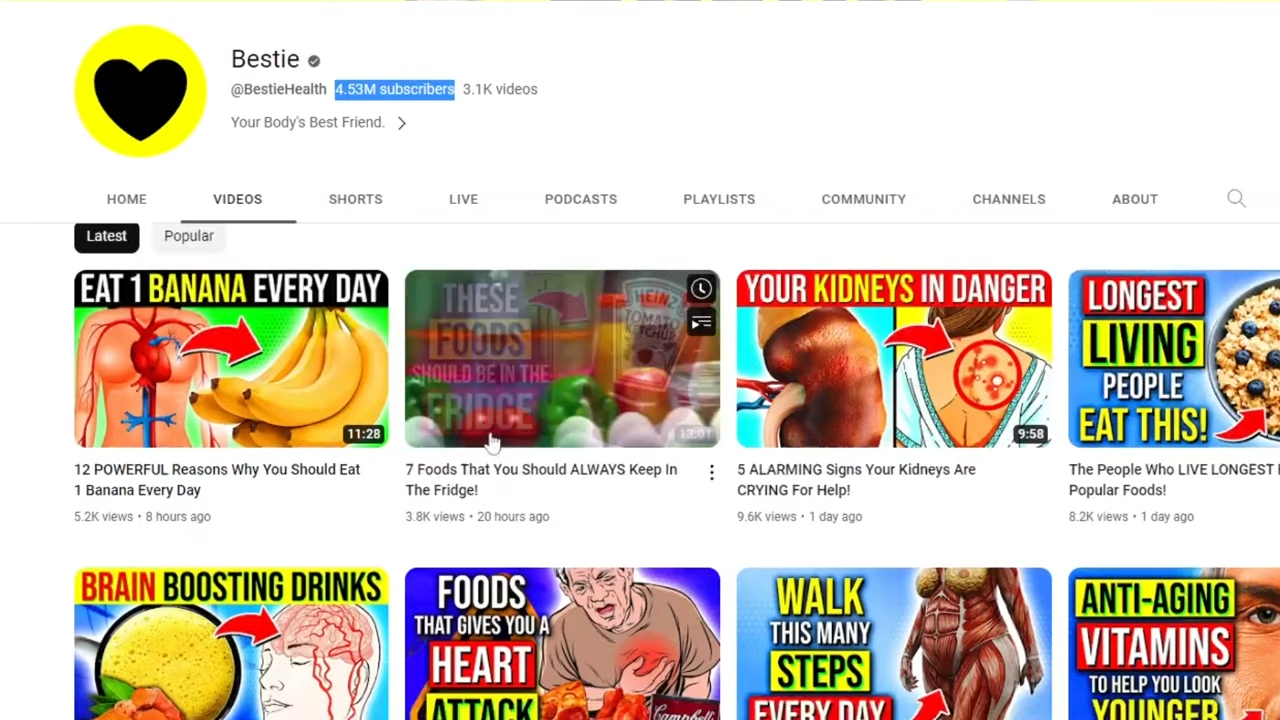 Bestie
@BestieHealth 4.53M subscribers 3.1K videos
Your Body's Best Friend.
HOME VIDEOS SHORTS LIVE PODCASTS PLAYLISTS COMMUNITY CHANNELS ABOUT
Latest Popular
EAT 1 BANANA EVERY DAY
11:28
THESE
FOODS
SHOULD BE IN THE
FRIDGE
HEINZ
TOMATO
KETCHUP
13:01
YOUR KIDNEYS IN DANGER
9:58
LONGEST
LIVING
PEOPLE
EAT THIS!
12 POWERFUL Reasons Why You Should Eat
1 Banana Every Day
5.2K views • 8 hours ago
7 Foods That You Should ALWAYS Keep In
The Fridge!
3.8K views • 20 hours ago
5 ALARMING Signs Your Kidneys Are
CRYING For Help!
9.6K views • 1 day ago
The People Who LIVE LONGEST
Popular Foods!
8.2K views • 1 day ago
BRAIN BOOSTING DRINKS
FOODS
THAT GIVES YOU A
HEART
ATTACK
Campbell's
WALK
THIS MANY
STEPS
EVERY DAY
ANTI-AGING
VITAMINS
TO HELP YOU LOOK
YOUNGER